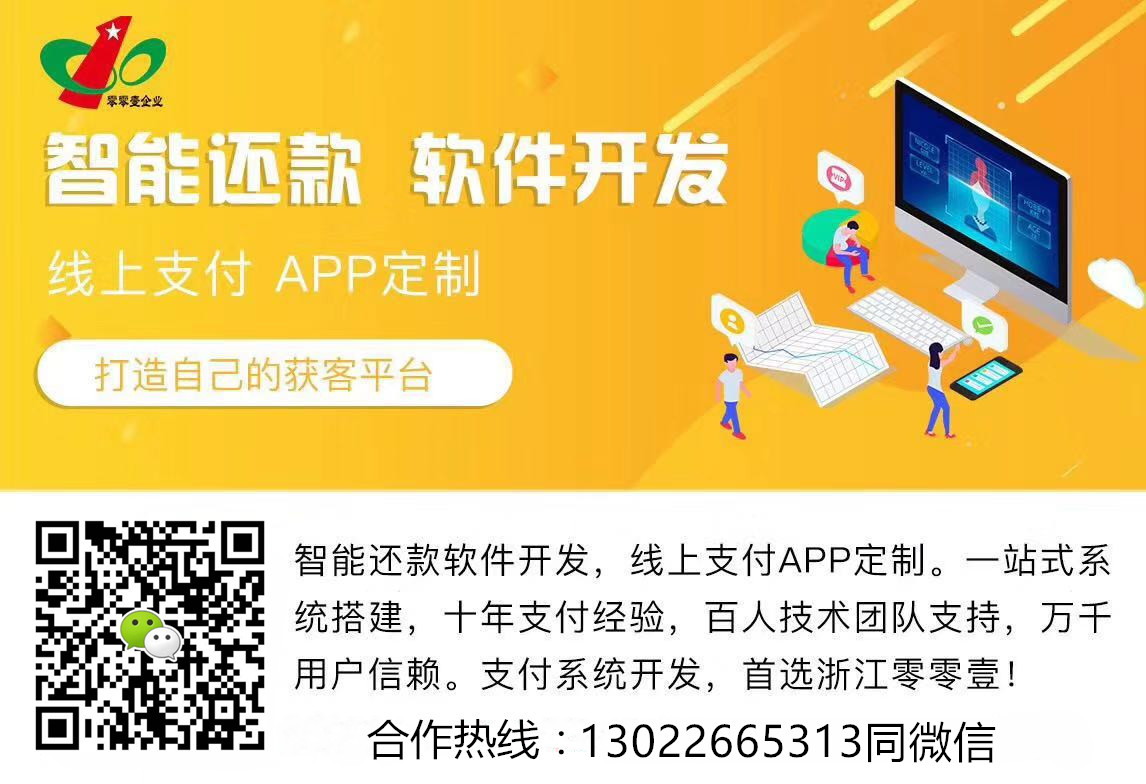 零零壹企业
智能还款 软件开发
线上支付 APP定制
打造自己的获客平台
VIP
智能还款软件开发，线上支付APP定制。一站式系
统搭建，十年支付经验，百人技术团队支持，万千
用户信赖。支付系统开发，首选浙江零零壹！
合作热线：13022665313同微信